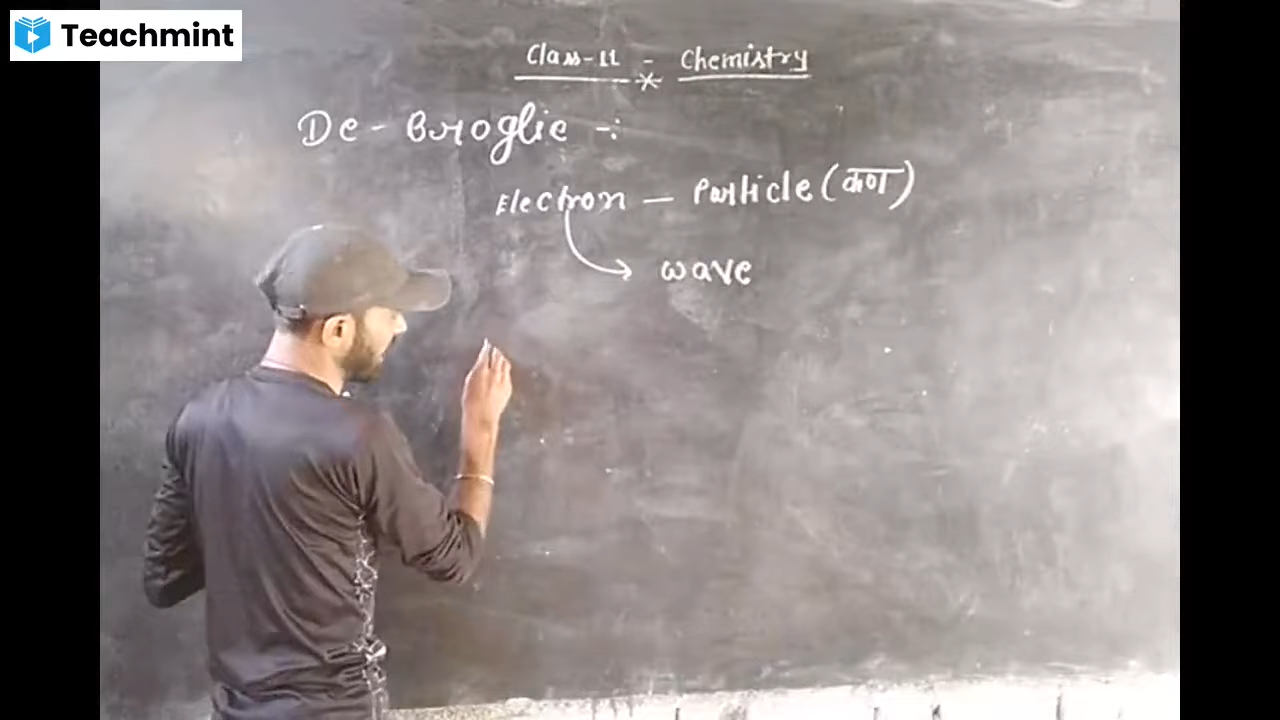 Teachmint
Class-11 - Chemistry
De-Broglie -:
Electron — Particle (कण)
wave